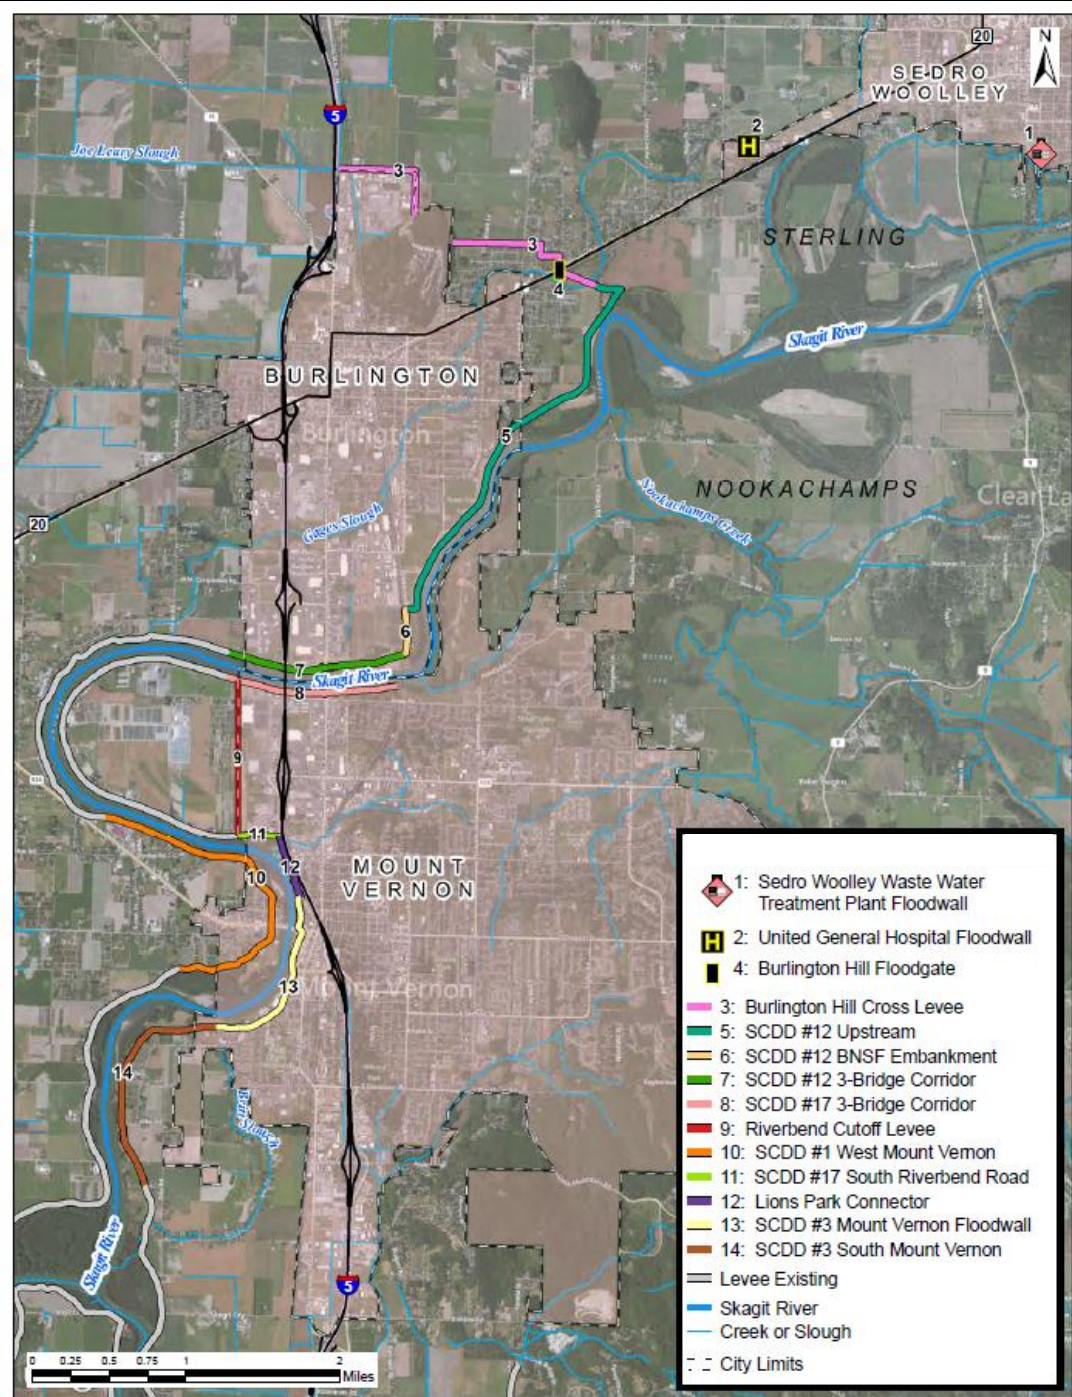 20
N
SEDRO
WOOLLEY
5
2
H
1
Joe Leary Slough
3
STERLING
3
4
Skagit River
BURLINGTON
Burlington
5
NOOKACHAMPS
Nookachamps Creek
Clear La
20
Gages Slough
6
7
Skagit River
8
9
11
12
10
MOUNT
VERNON
13
Mount Vernon
14
Britt Slough
Skagit River
5
1: Sedro Woolley Waste Water
Treatment Plant Floodwall
H 2: United General Hospital Floodwall
4: Burlington Hill Floodgate
3: Burlington Hill Cross Levee
5: SCDD #12 Upstream
6: SCDD #12 BNSF Embankment
7: SCDD #12 3-Bridge Corridor
8: SCDD #17 3-Bridge Corridor
9: Riverbend Cutoff Levee
10: SCDD #1 West Mount Vernon
11: SCDD #17 South Riverbend Road
12: Lions Park Connector
13: SCDD #3 Mount Vernon Floodwall
14: SCDD #3 South Mount Vernon
Levee Existing
Skagit River
Creek or Slough
City Limits
0 0.25 0.5 0.75 1 2
Miles